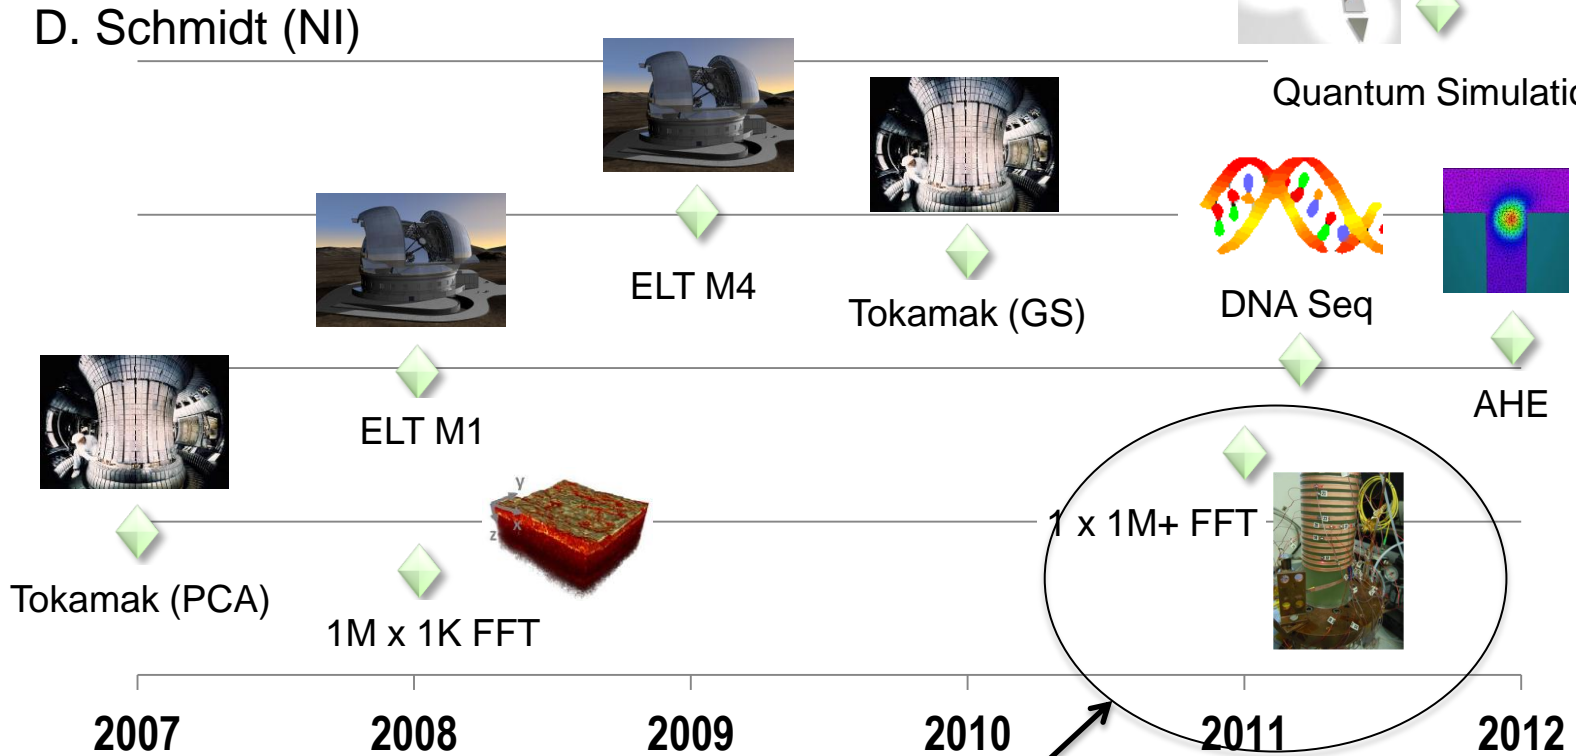 D. Schmidt (NI)
Quantum
ELT M4
Tokamak (GS)
DNA Seq
ELT M1
AHE
y
x
z
1 x 1M+ FFT
Tokamak (PCA)
1M x 1K FFT
2007 2008 2009 2010 2011 2012